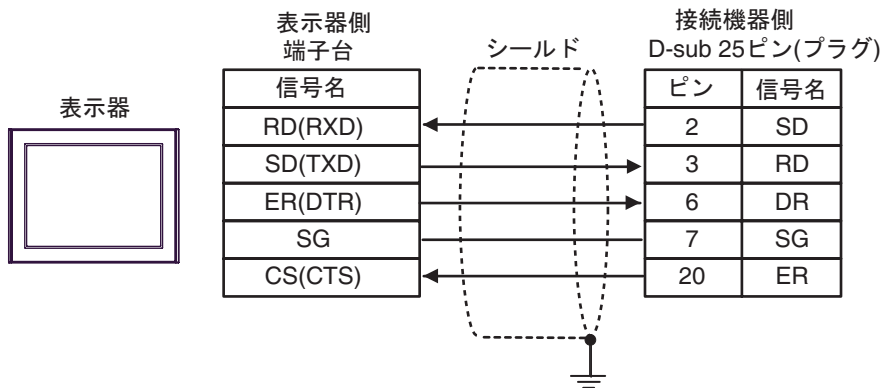 表示器
表示器側
端子台
シールド
接続機器側
D-sub 25ピン(プラグ)
信号名
ピン 信号名
RD(RXD) 2 SD
SD(TXD) 3 RD
ER(DTR) 6 DR
SG 7 SG
CS(CTS) 20 ER